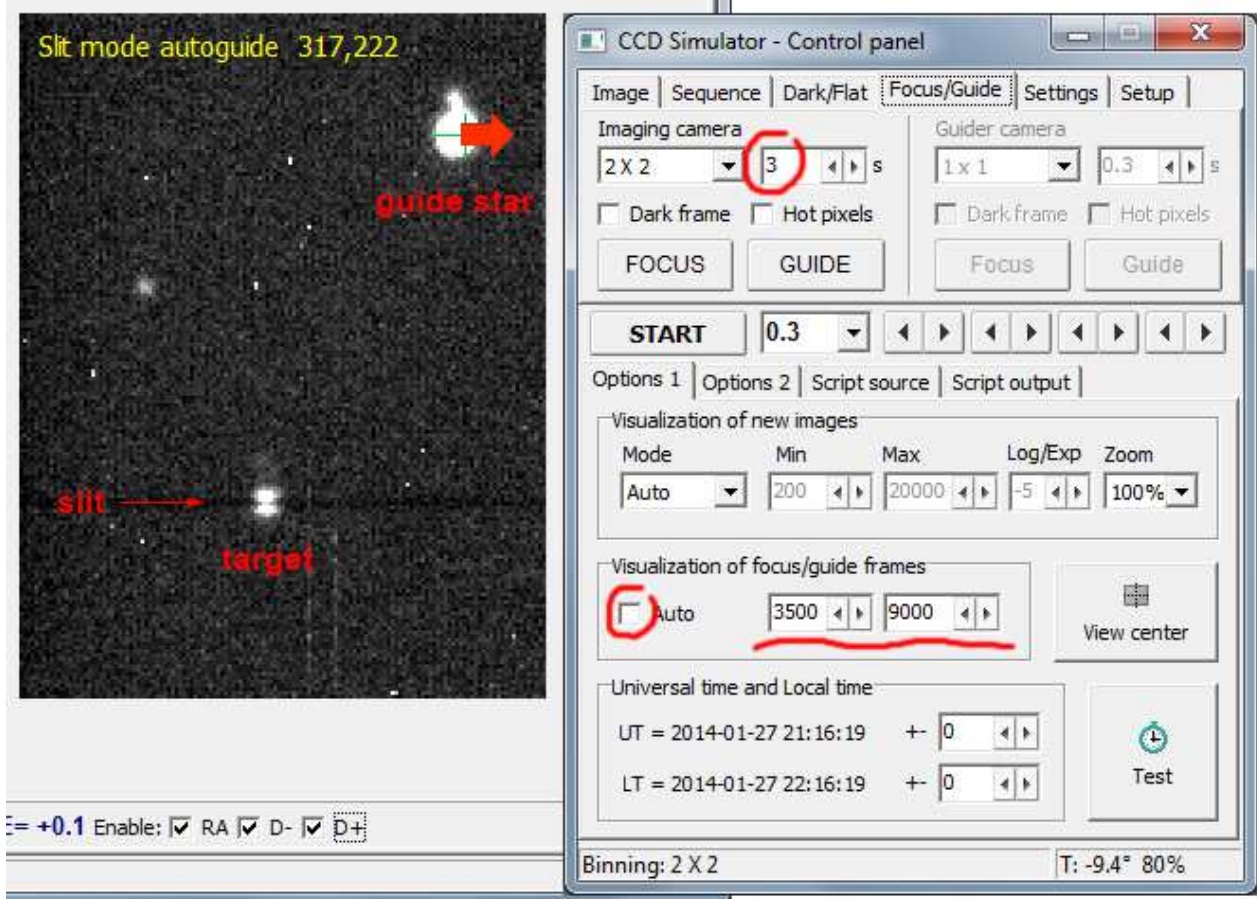 Slit mode autoguide 317,222
guide star
slit
target
= +0.1 Enable: RA D- D+
CCD Simulator - Control panel
Image Sequence Dark/Flat Focus/Guide Settings Setup
Imaging camera Guider camera
2 X 2 3 s 1 x 1 0.3 s
Dark frame Hot pixels Dark frame Hot pixels
FOCUS GUIDE Focus Guide
START 0.3
Options 1 Options 2 Script source Script output
Visualization of new images
Mode Min Max Log/Exp Zoom
Auto 200 20000 -5 100%
Visualization of focus/guide frames
Auto 3500 9000
View center
Universal time and Local time
UT = 2014-01-27 21:16:19 +- 0
LT = 2014-01-27 22:16:19 +- 0
Test
Binning: 2 X 2 T: -9.4° 80%